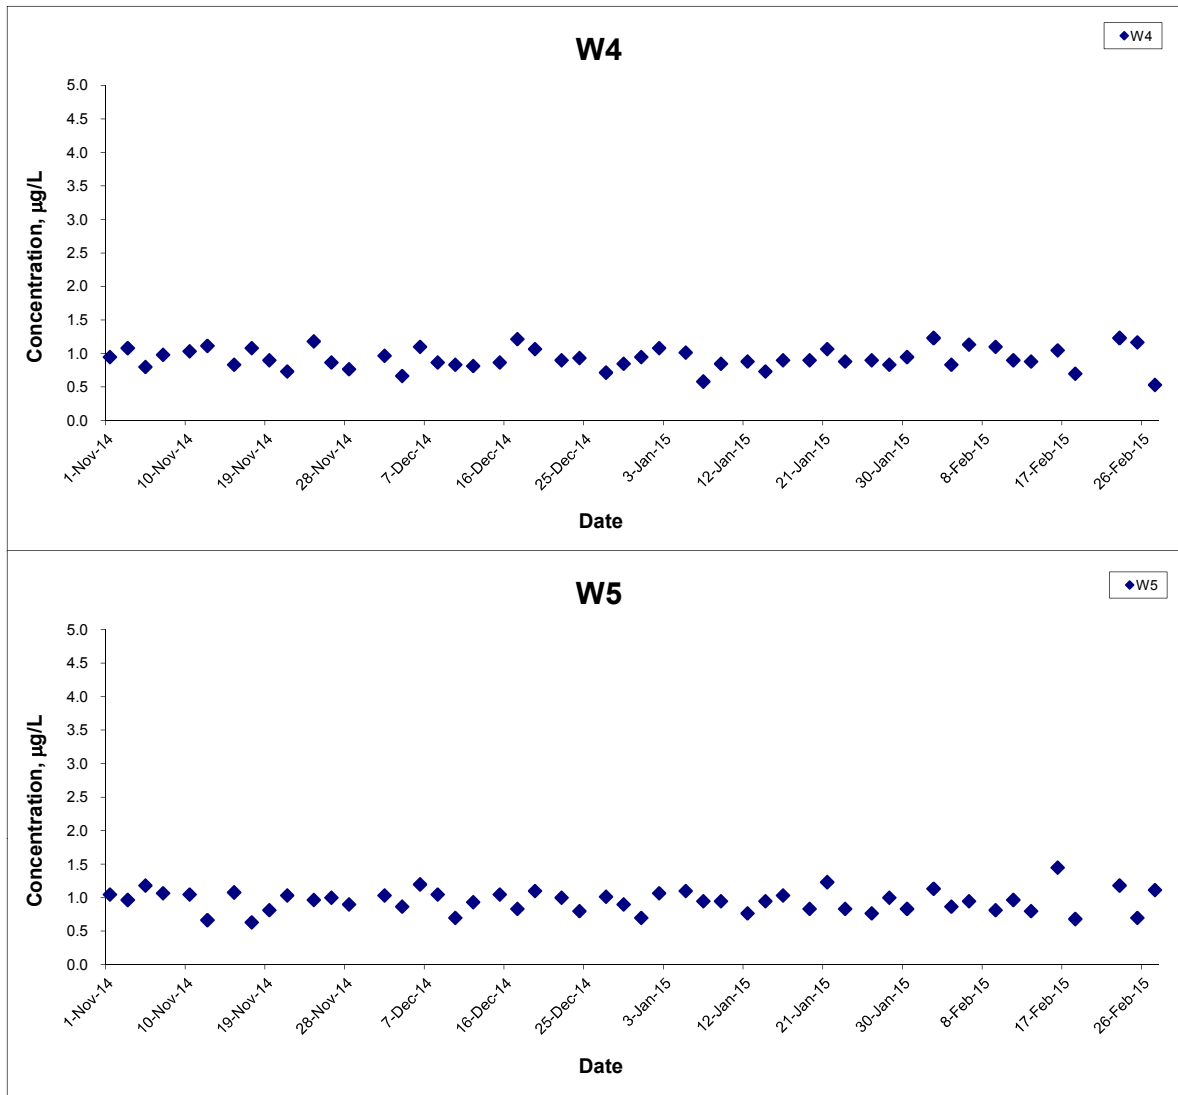 W4
W4
5.0
4.5
4.0
3.5
3.0
2.5
2.0
1.5
1.0
0.5
0.0
Concentration, µg/L
1-Nov-14
10-Nov-14
19-Nov-14
28-Nov-14
7-Dec-14
16-Dec-14
25-Dec-14
3-Jan-15
12-Jan-15
21-Jan-15
30-Jan-15
8-Feb-15
17-Feb-15
26-Feb-15
Date
W5
W5
5.0
4.5
4.0
3.5
3.0
2.5
2.0
1.5
1.0
0.5
0.0
Concentration, µg/L
1-Nov-14
10-Nov-14
19-Nov-14
28-Nov-14
7-Dec-14
16-Dec-14
25-Dec-14
3-Jan-15
12-Jan-15
21-Jan-15
30-Jan-15
8-Feb-15
17-Feb-15
26-Feb-15
Date